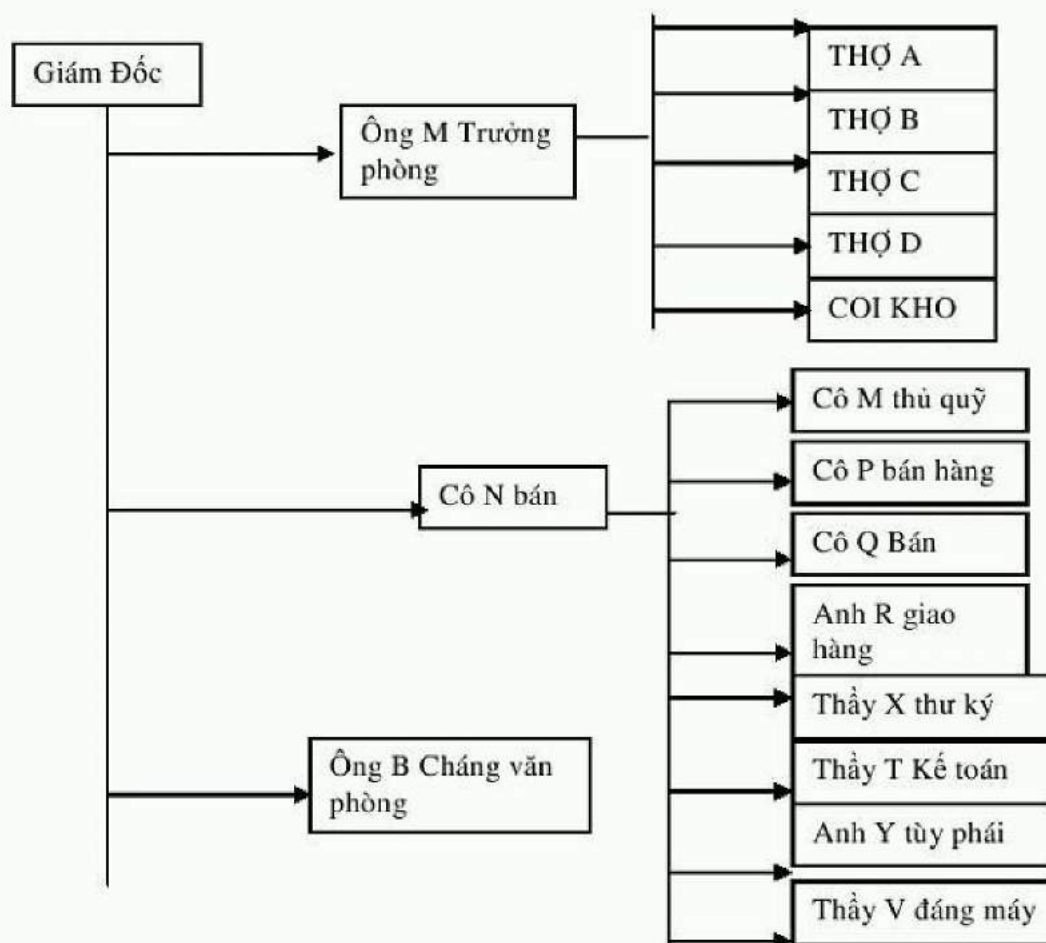 Giám Đốc
Ông M Trưởng
phòng
THỢ A
THỢ B
THỢ C
THỢ D
COI KHO
Cô N bán
Cô M thủ quỹ
Cô P bán hàng
Cô Q Bán
Anh R giao
hàng
Thầy X thư ký
Thầy T Kế toán
Anh Y tùy phái
Thầy V đáng máy
Ông B Cháng văn
phòng